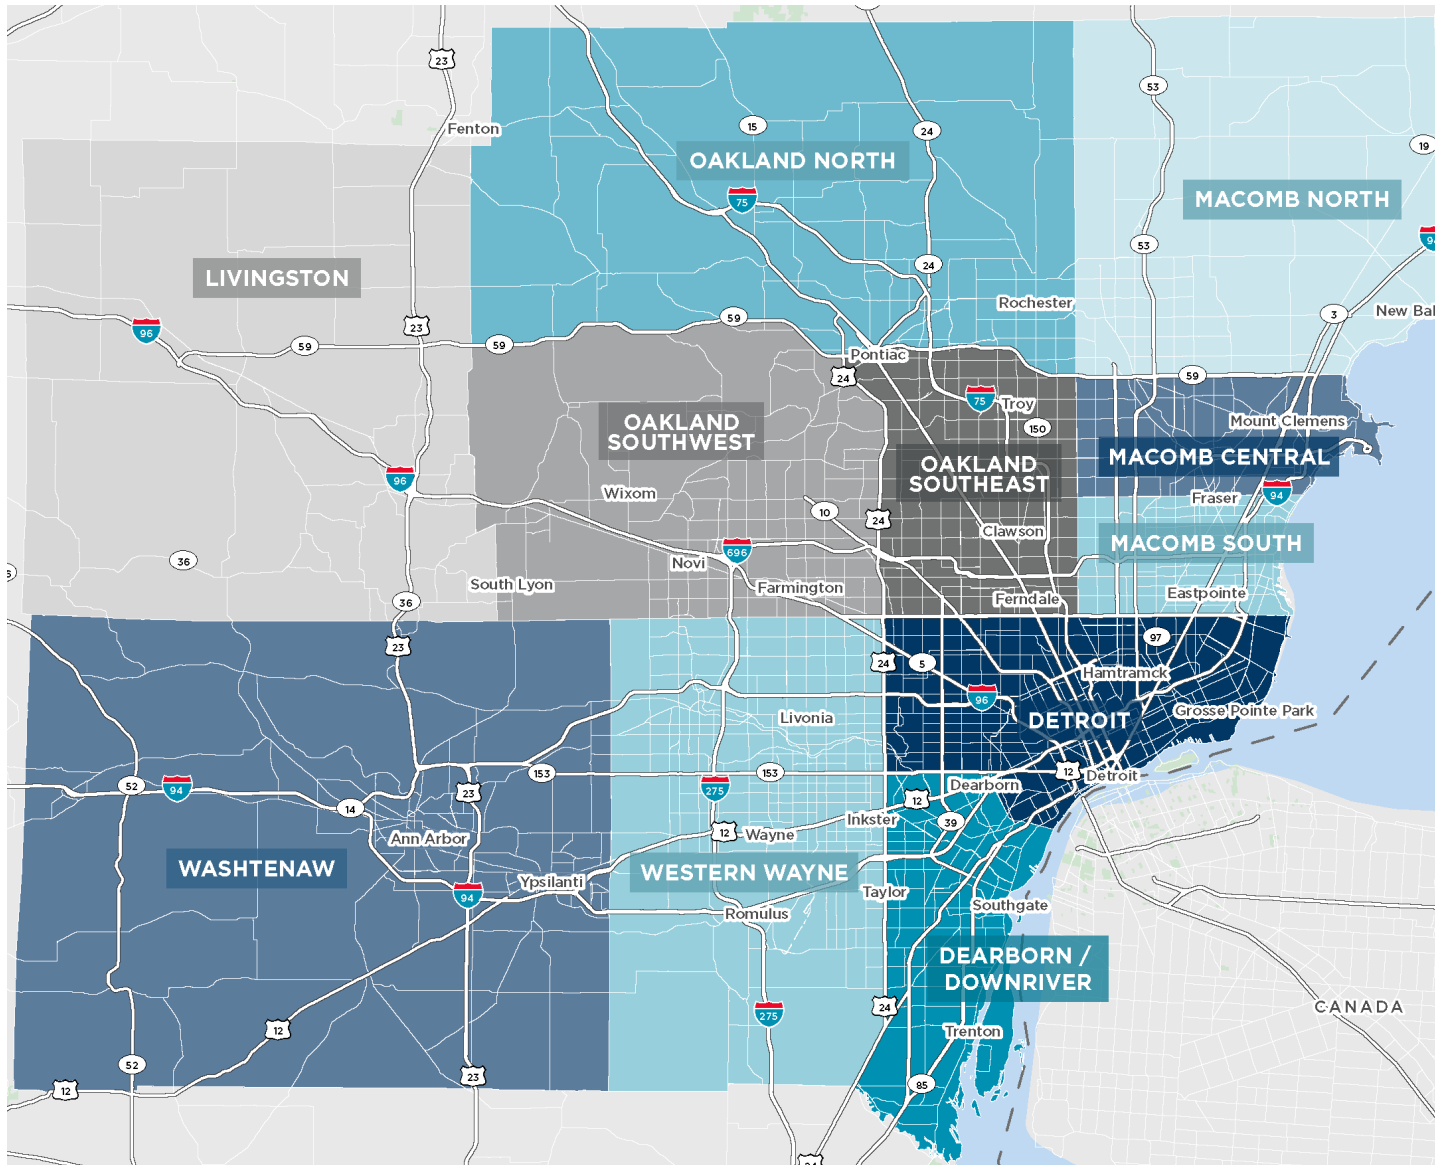 23
Fenton
15
24
53
19
OAKLAND NORTH
75
MACOMB NORTH
53
94
24
LIVINGSTON
Rochester
3
New Bal
96
23
59
59
59
Pontiac
24
59
75
Troy
150
Mount Clemens
OAKLAND
SOUTHWEST
OAKLAND
SOUTHEAST
MACOMB CENTRAL
96
Wixom
10
24
Fraser
94
Clawson
MACOMB SOUTH
36
6
696
Novi
South Lyon
Farmington
36
Ferndale
Eastpointe
23
24
5
97
Hamtramck
96
Livonia
DETROIT
Grosse Pointe Park
153
153
12
Detroit
52
94
23
275
Dearborn
12
14
39
Inkster
Ann Arbor
12
Wayne
WASHTENAW
WESTERN WAYNE
Ypsilanti
94
Taylor
Southgate
Romulus
DEARBORN /
DOWNRIVER
24
275
CANADA
12
Trenton
52
23
85
12
24